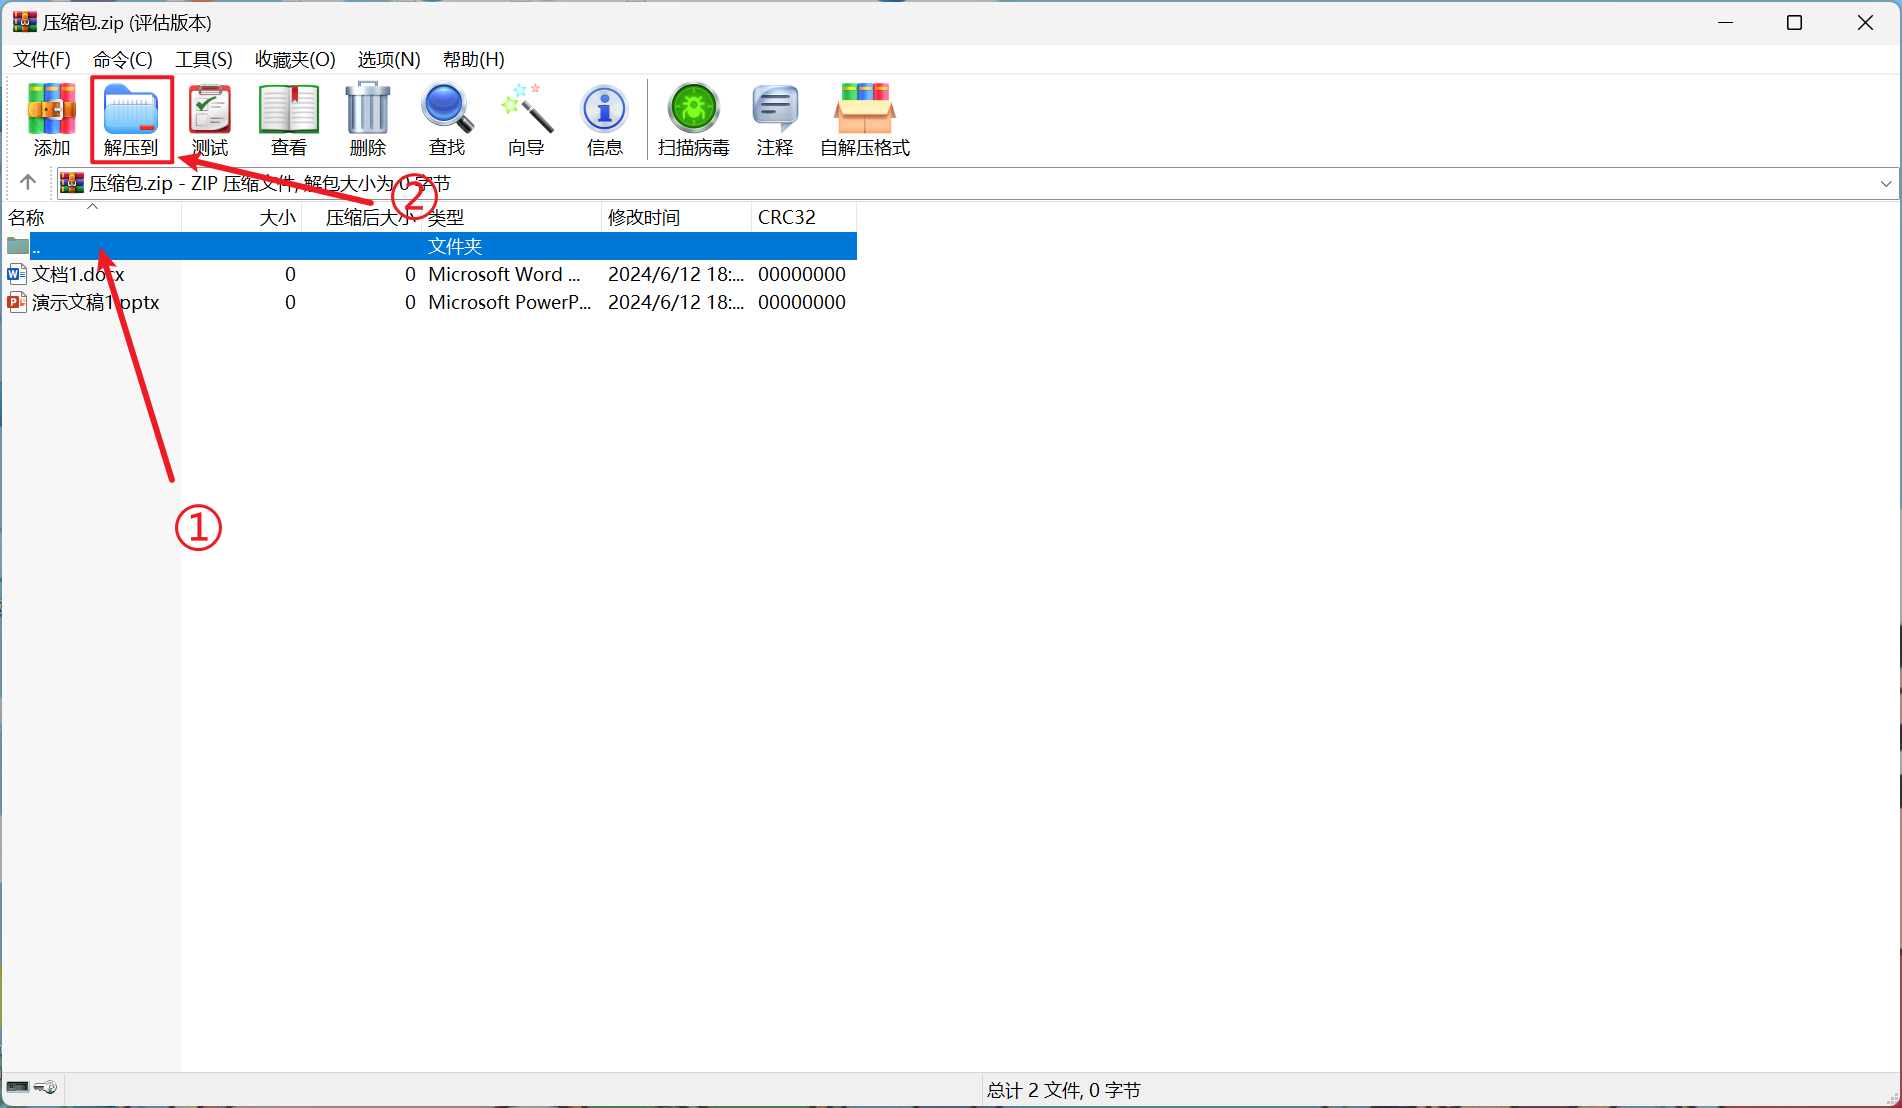 压缩包.zip (评估版本)
文件(F) 命令(C) 工具(S) 收藏夹(O) 选项(N) 帮助(H)
添加 解压到 测试 查看 删除 查找 向导 信息 扫描病毒 注释 自解压格式
压缩包.zip - ZIP 压缩文件, 解包大小为 0 字节
②
名称 大小 压缩后大小 类型 修改时间 CRC32
.. 文件夹
文档1.docx 0 0 Microsoft Word ... 2024/6/12 18:... 00000000
演示文稿1.pptx 0 0 Microsoft PowerP... 2024/6/12 18:... 00000000
①
总计 2 文件, 0 字节